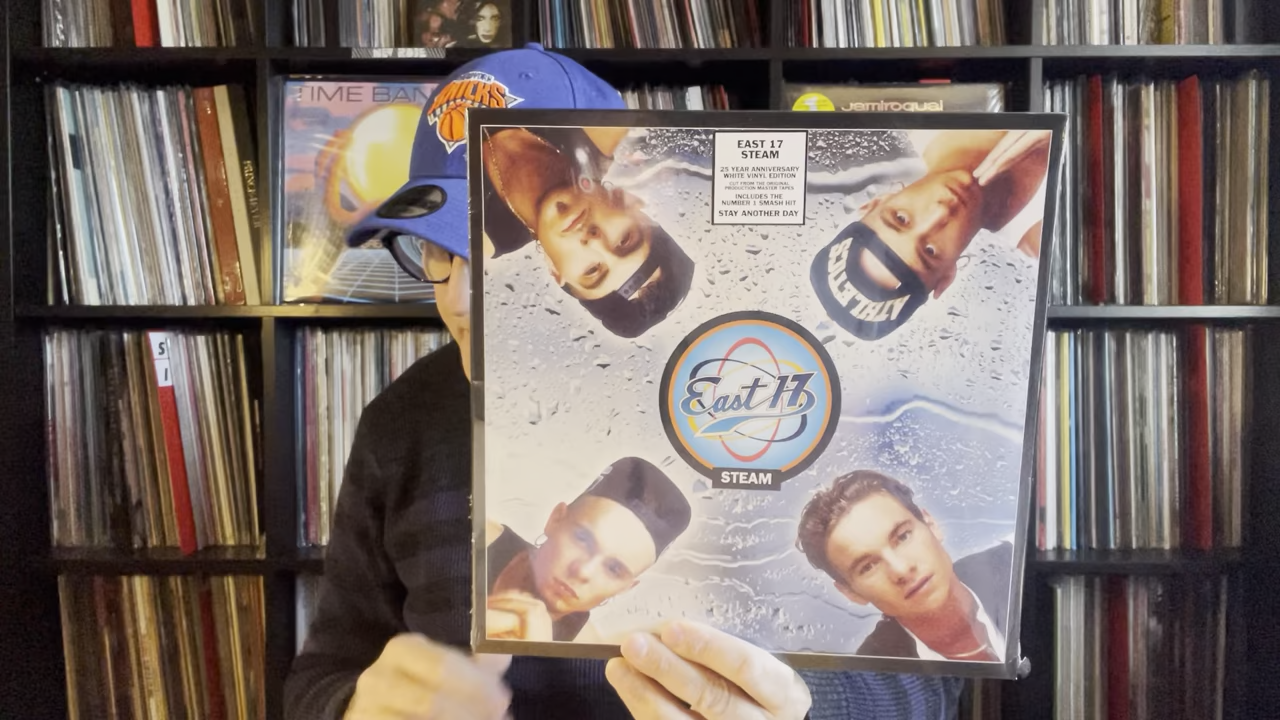 TIME BAN
KNICKS
1
Jamiroquai
EAST 17
STEAM
25 YEAR ANNIVERSARY
WHITE VINYL EDITION
CUT FROM THE ORIGINAL
PRODUCTION MASTER TAPES
INCLUDES THE
NUMBER 1 SMASH HIT
STAY ANOTHER DAY
East 17
STEAM
S